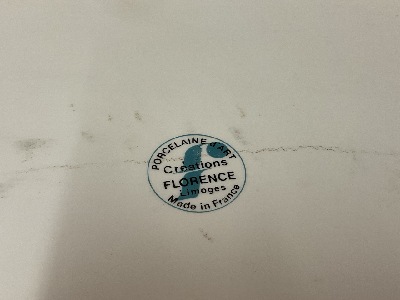 PORCELAINE d'ART
Créations
FLORENCE
Limoges
Made in France